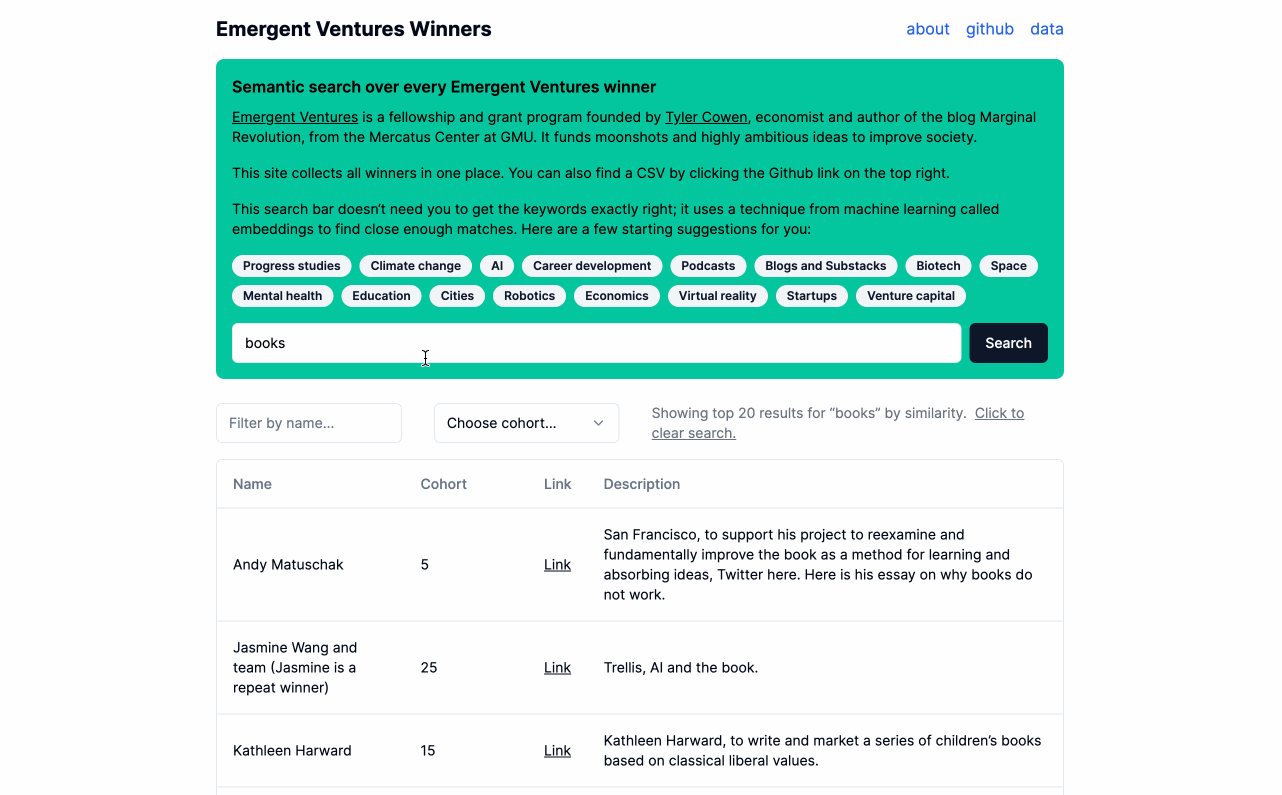 Emergent Ventures Winners
about github data
Semantic search over every Emergent Ventures winner
Emergent Ventures is a fellowship and grant program founded by Tyler Cowen, economist and author of the blog Marginal
Revolution, from the Mercatus Center at GMU. It funds moonshots and highly ambitious ideas to improve society.
This site collects all winners in one place. You can also find a CSV by clicking the Github link on the top right.
This search bar doesn’t need you to get the keywords exactly right; it uses a technique from machine learning called
embeddings to find close enough matches. Here are a few starting suggestions for you:
Progress studies Climate change AI Career development Podcasts Blogs and Substacks Biotech Space
Mental health Education Cities Robotics Economics Virtual reality Startups Venture capital
books Search
Filter by name... Choose cohort...
Showing top 20 results for “books” by similarity. Click to
clear search.
Name Cohort Link Description
Andy Matuschak 5 Link
San Francisco, to support his project to reexamine and
fundamentally improve the book as a method for learning and
absorbing ideas, Twitter here. Here is his essay on why books do
not work.
Jasmine Wang and
team (Jasmine is a
repeat winner)
25 Link Trellis, AI and the book.
Kathleen Harward 15 Link
Kathleen Harward, to write and market a series of children’s books
based on classical liberal values.